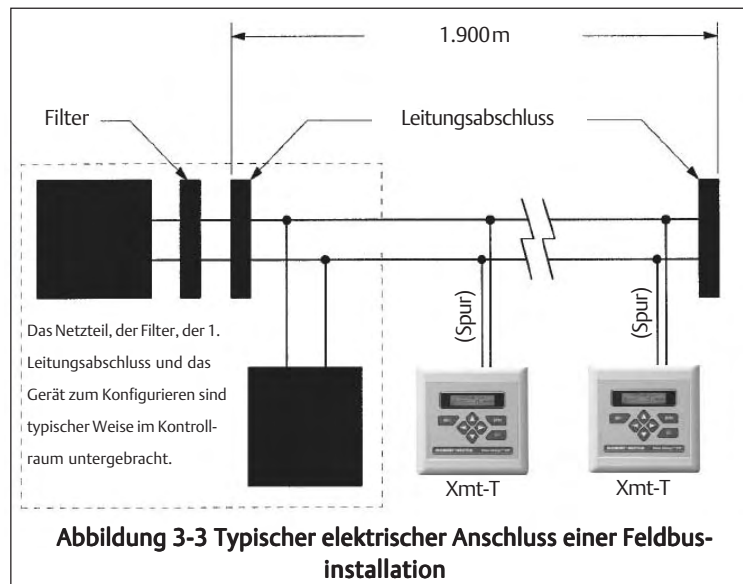 1.900 m
Filter
Leitungsabschluss
(Spur)
(Spur)
Das Netzteil, der Filter, der 1.
Leitungsabschluss und das
Gerät zum Konfigurieren sind
typischer Weise im Kontroll-
raum untergebracht.
Xmt-T
Xmt-T
Abbildung 3-3 Typischer elektrischer Anschluss einer Feldbus-
installation